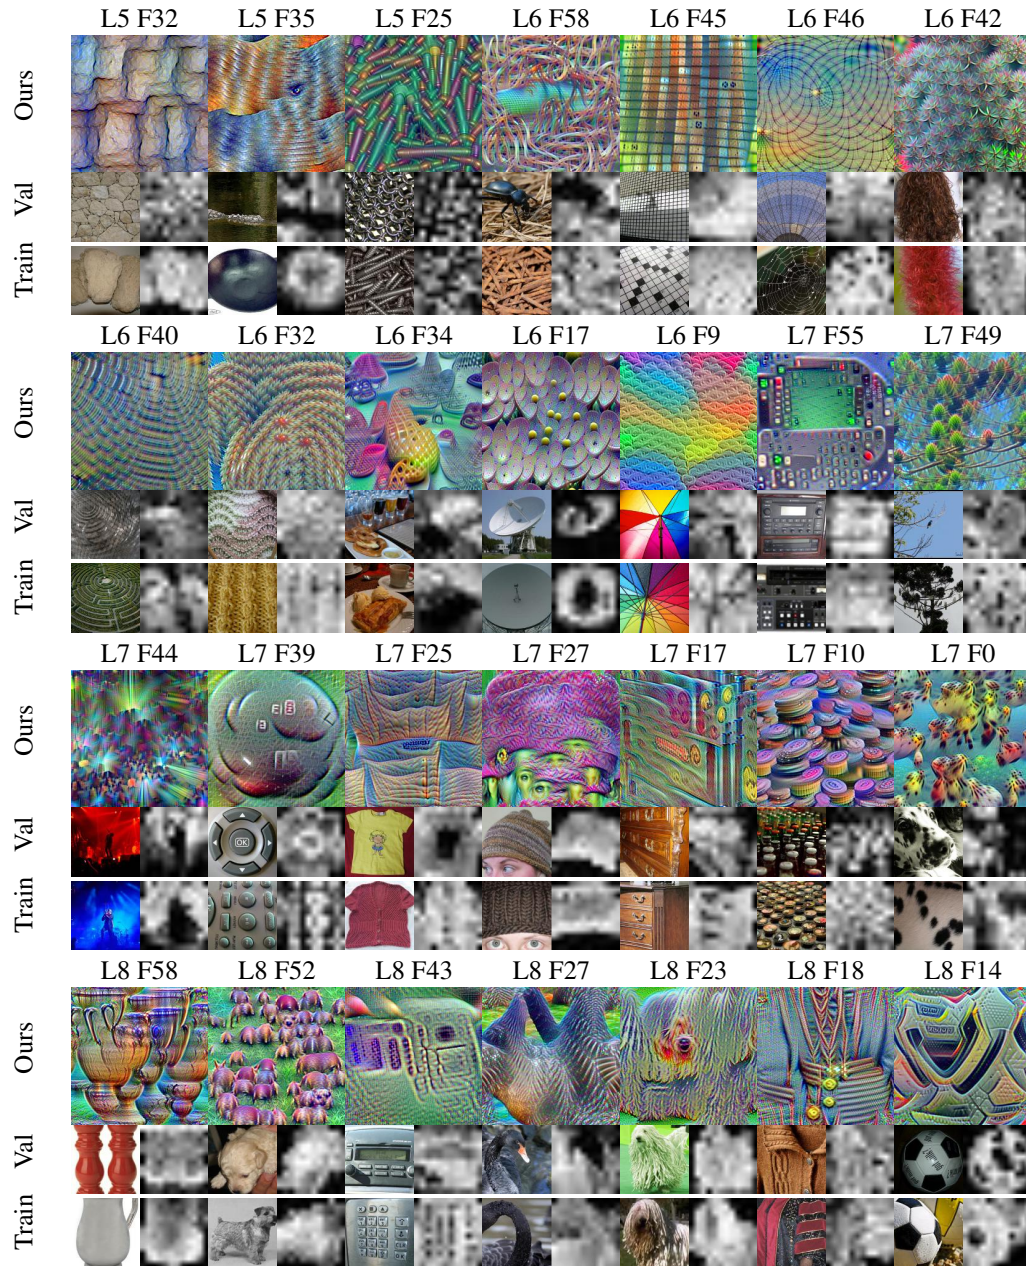 L5 F32 L5 F35 L5 F25 L6 F58 L6 F45 L6 F46 L6 F42
Ours
Val
Train
L6 F40 L6 F32 L6 F34 L6 F17 L6 F9 L7 F55 L7 F49
Ours
Val
Train
L7 F44 L7 F39 L7 F25 L7 F27 L7 F17 L7 F10 L7 F0
Ours
Val
OK
Train
L8 F58 L8 F52 L8 F43 L8 F27 L8 F23 L8 F18 L8 F14
Ours
Val
Train